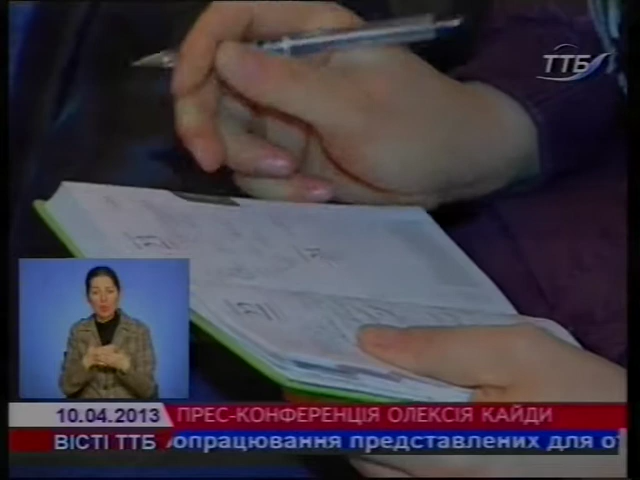 ТТБ
10.04.2013 ПРЕС-КОНФЕРЕНЦІЯ ОЛЕКСІЯ КАЙДИ
ВІСТІ ТТБ опрацювання представлених для